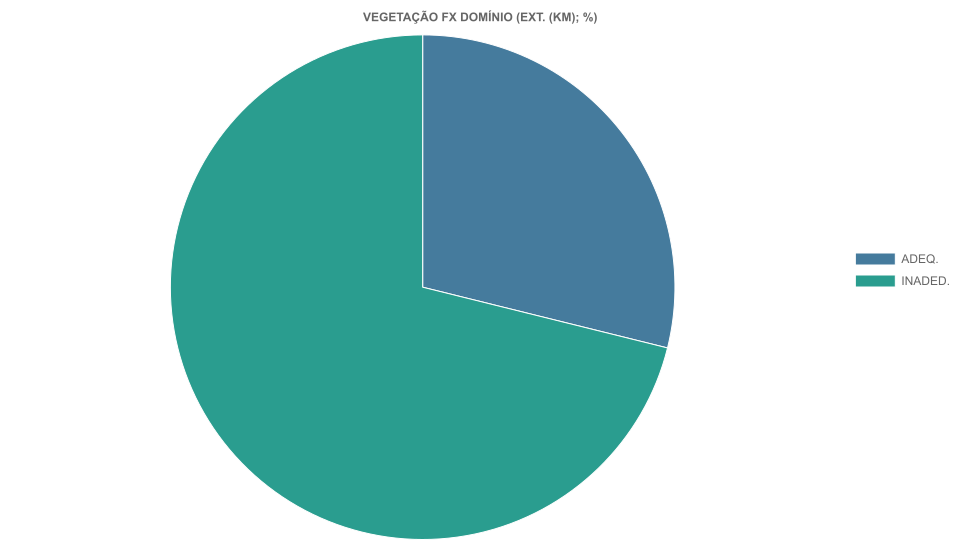 VEGETAÇÃO FX DOMÍNIO (EXT. (KM); %)
ADEQ.
INADED.